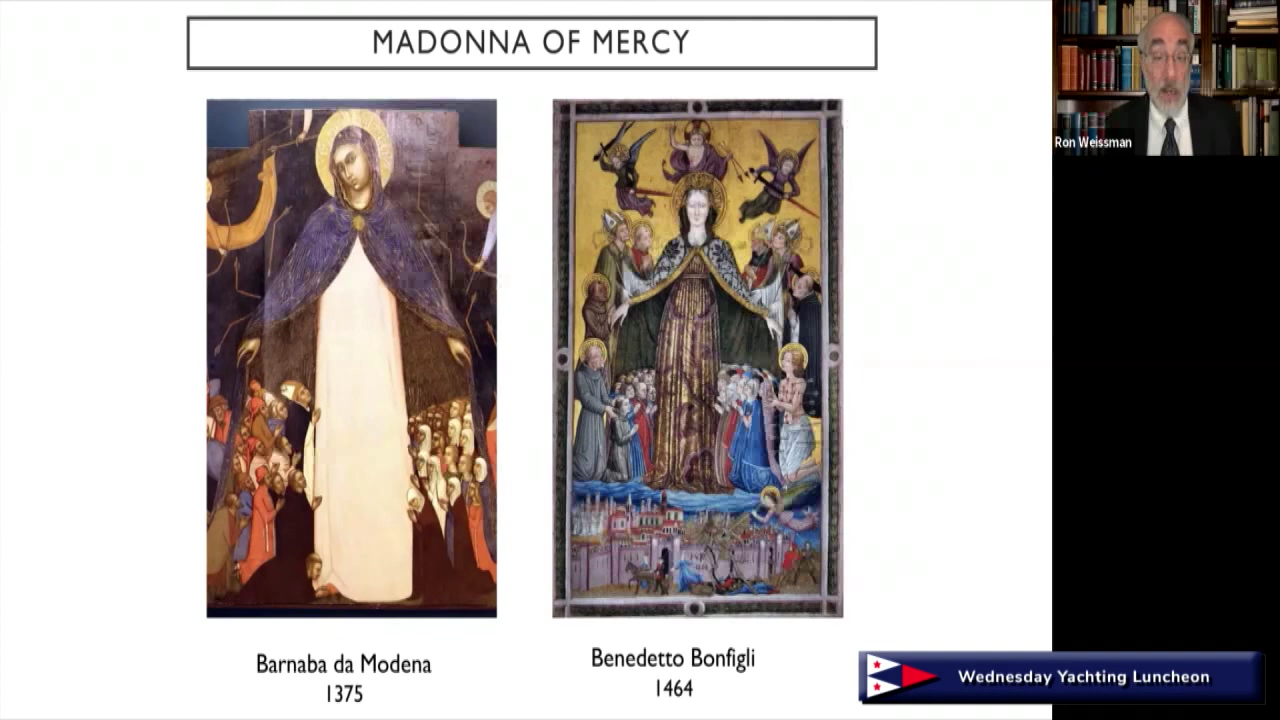 MADONNA OF MERCY
Ron Weissman
Barnaba da Modena
1375
Benedetto Bonfigli
1464
Wednesday Yachting Luncheon